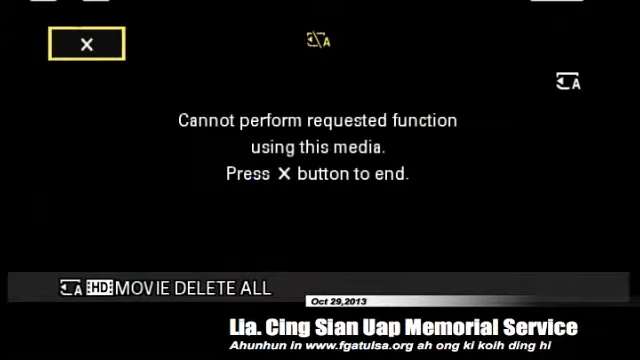 X
A
A
Cannot perform requested function
using this media.
Press X button to end.
A HD MOVIE DELETE ALL
Oct 29,2013
Lia. Cing Sian Uap Memorial Service
Ahunhun in www.fgatulsa.org ah ong ki koih ding hi